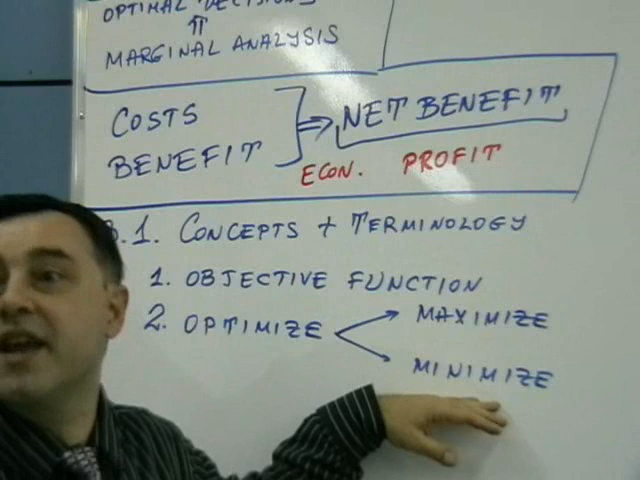 OPTIMAL DECISIONS
⇈
MARGINAL ANALYSIS
COSTS
BENEFIT
⇒ NET BENEFIT
ECON. PROFIT
3.1. CONCEPTS + TERMINOLOGY
1. OBJECTIVE FUNCTION
2. OPTIMIZE
MAXIMIZE
MINIMIZE